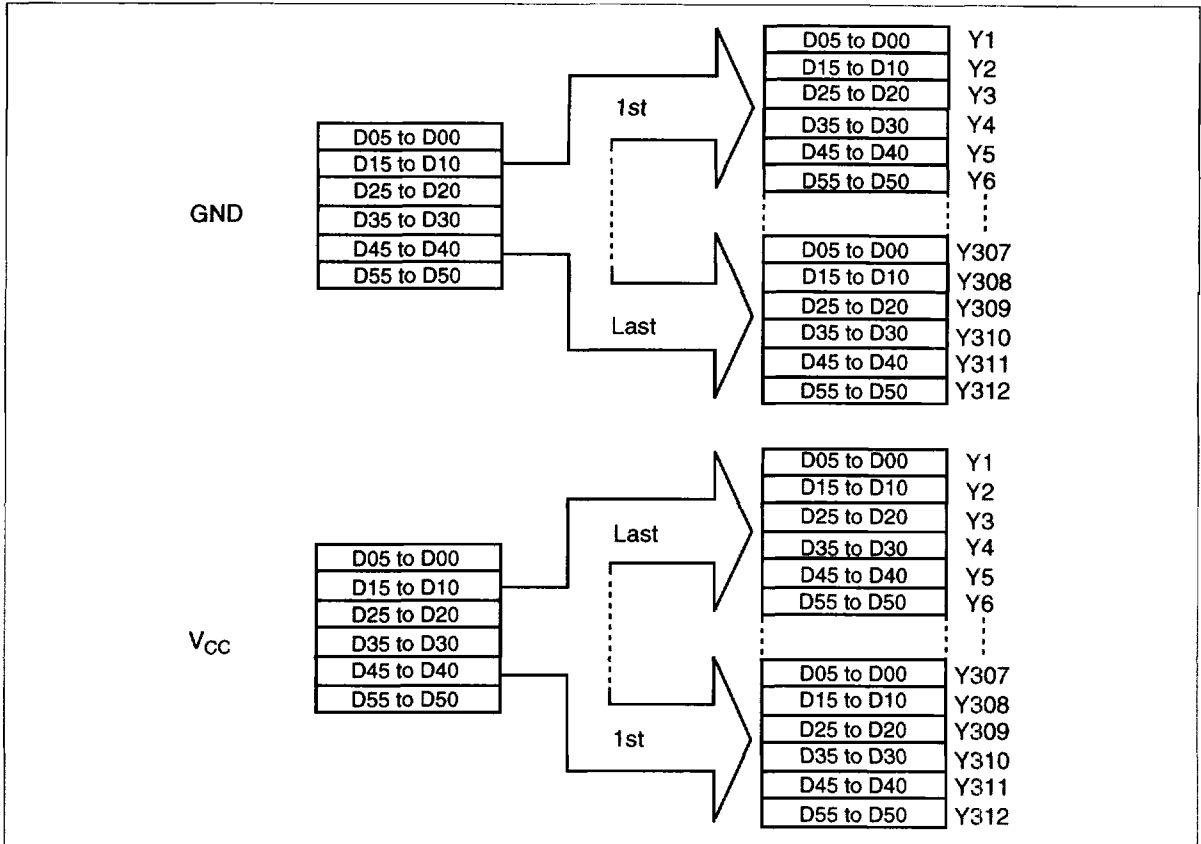 D05 to D00 Y1
D15 to D10 Y2
D25 to D20 Y3
1st
D35 to D30 Y4
D45 to D40 Y5
D55 to D50 Y6
GND
D05 to D00
D15 to D10
D25 to D20
D35 to D30
D45 to D40
D55 to D50
D05 to D00 Y307
D15 to D10 Y308
D25 to D20 Y309
Last
D35 to D30 Y310
D45 to D40 Y311
D55 to D50 Y312
D05 to D00 Y1
D15 to D10 Y2
D25 to D20 Y3
Last
D35 to D30 Y4
D45 to D40 Y5
D55 to D50 Y6
VCC
D05 to D00
D15 to D10
D25 to D20
D35 to D30
D45 to D40
D55 to D50
D05 to D00 Y307
D15 to D10 Y308
D25 to D20 Y309
1st
D35 to D30 Y310
D45 to D40 Y311
D55 to D50 Y312